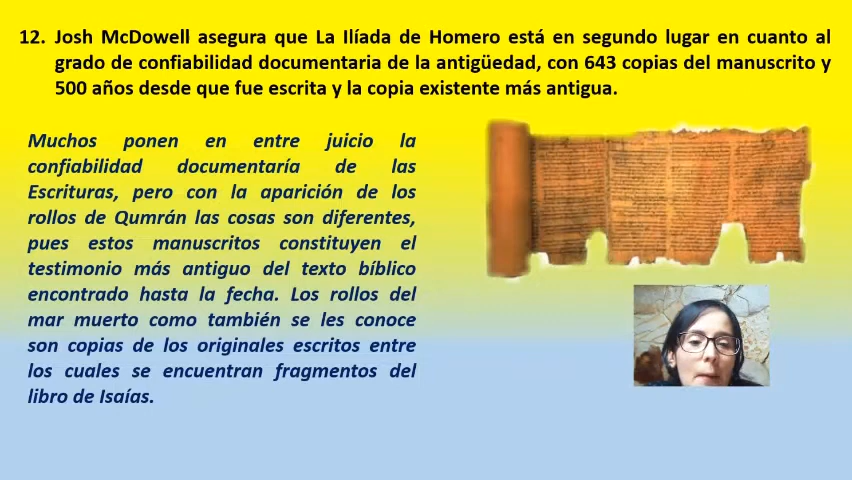 12. Josh McDowell asegura que La Ilíada de Homero está en segundo lugar en cuanto al
grado de confiabilidad documentaria de la antigüedad, con 643 copias del manuscrito y
500 años desde que fue escrita y la copia existente más antigua.
Muchos ponen en entre juicio la
confiabilidad documentaría de las
Escrituras, pero con la aparición de los
rollos de Qumrán las cosas son diferentes,
pues estos manuscritos constituyen el
testimonio más antiguo del texto bíblico
encontrado hasta la fecha. Los rollos del
mar muerto como también se les conoce
son copias de los originales escritos entre
los cuales se encuentran fragmentos del
libro de Isaías.